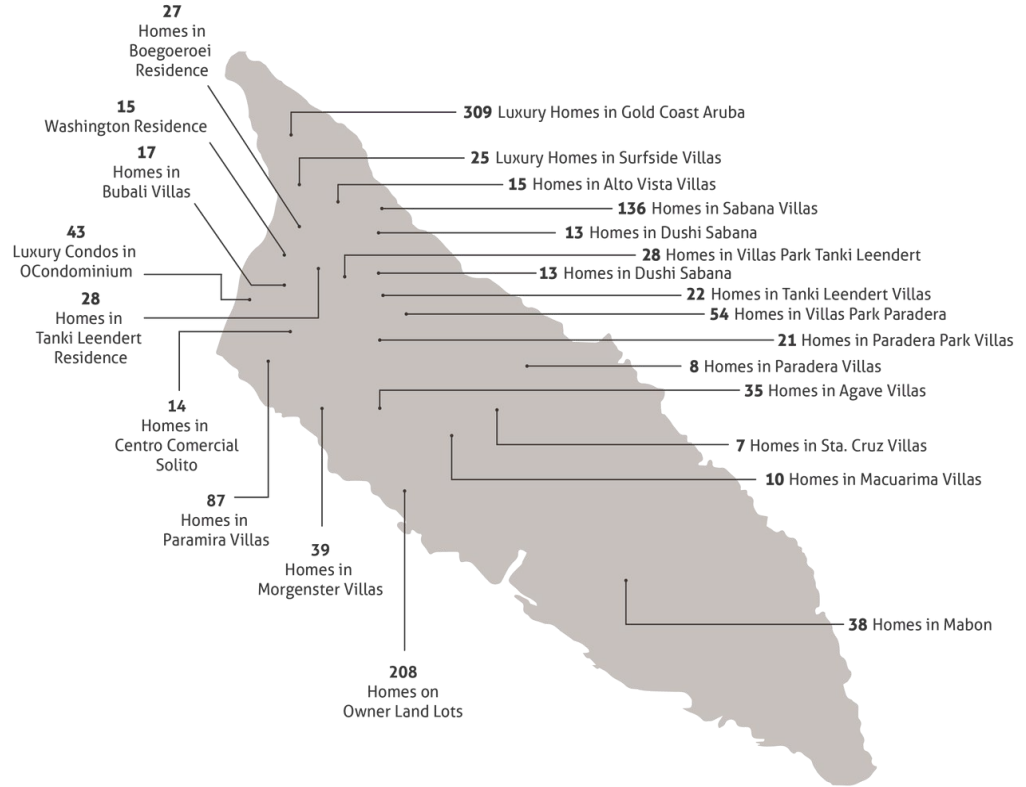 27
Homes in
Boegoeroei
Residence
15
Washington Residence
17
Homes in
Bubali Villas
43
Luxury Condos in
OCondominium
28
Homes in
Tanki Leendert
Residence
14
Homes in
Centro Comercial
Solito
87
Homes in
Paramira Villas
39
Homes in
Morgenster Villas
208
Homes on
Owner Land Lots
309 Luxury Homes in Gold Coast Aruba
25 Luxury Homes in Surfside Villas
15 Homes in Alto Vista Villas
136 Homes in Sabana Villas
13 Homes in Dushi Sabana
28 Homes in Villas Park Tanki Leendert
13 Homes in Dushi Sabana
22 Homes in Tanki Leendert Villas
54 Homes in Villas Park Paradera
21 Homes in Paradera Park Villas
8 Homes in Paradera Villas
35 Homes in Agave Villas
7 Homes in Sta. Cruz Villas
10 Homes in Macuarima Villas
38 Homes in Mabon